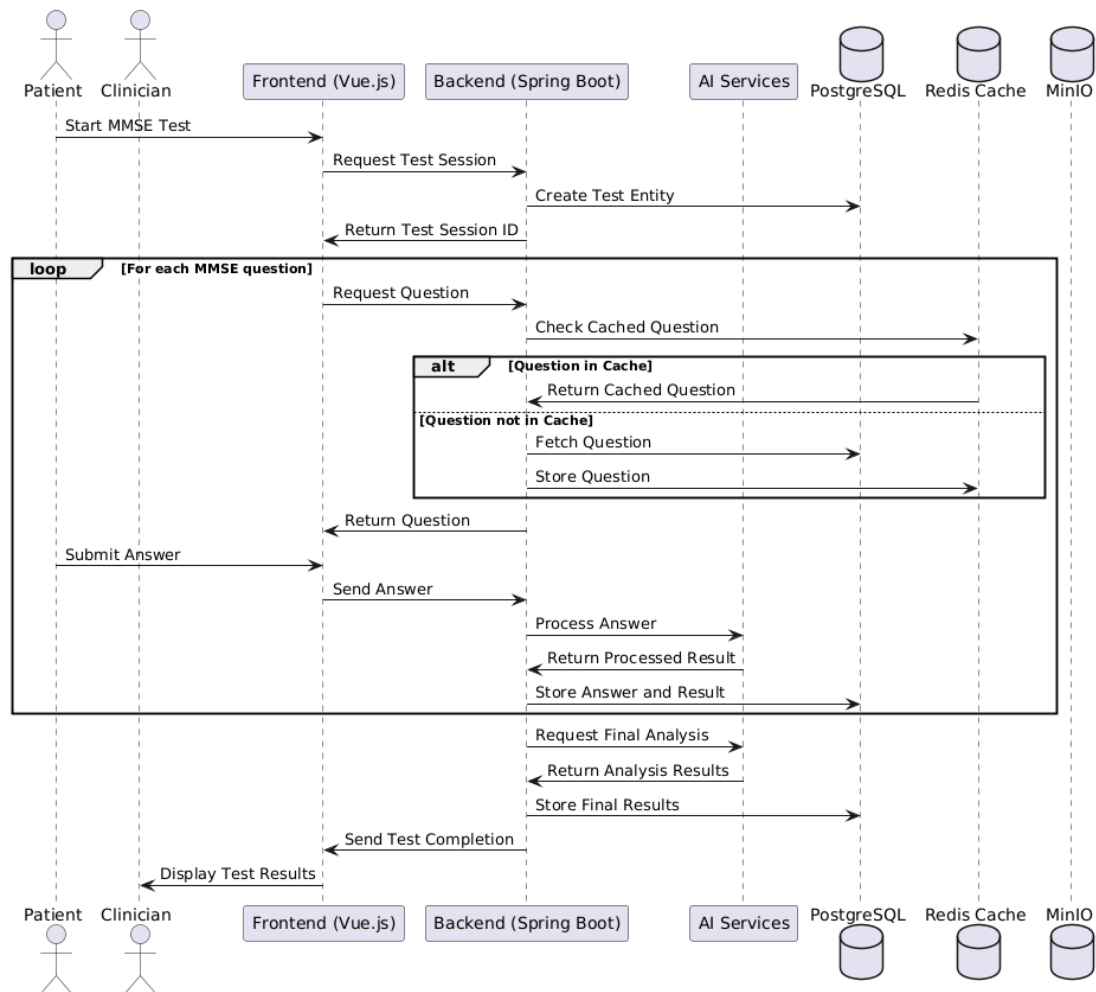 Patient
Clinician
Frontend (Vue.js)
Backend (Spring Boot)
AI Services
PostgreSQL
Redis Cache
MinIO
Start MMSE Test
Request Test Session
Create Test Entity
Return Test Session ID
loop
[For each MMSE question]
Request Question
Check Cached Question
alt
[Question in Cache]
Return Cached Question
[Question not in Cache]
Fetch Question
Store Question
Return Question
Submit Answer
Send Answer
Process Answer
Return Processed Result
Store Answer and Result
Request Final Analysis
Return Analysis Results
Store Final Results
Send Test Completion
Display Test Results
Patient
Clinician
Frontend (Vue.js)
Backend (Spring Boot)
AI Services
PostgreSQL
Redis Cache
MinIO